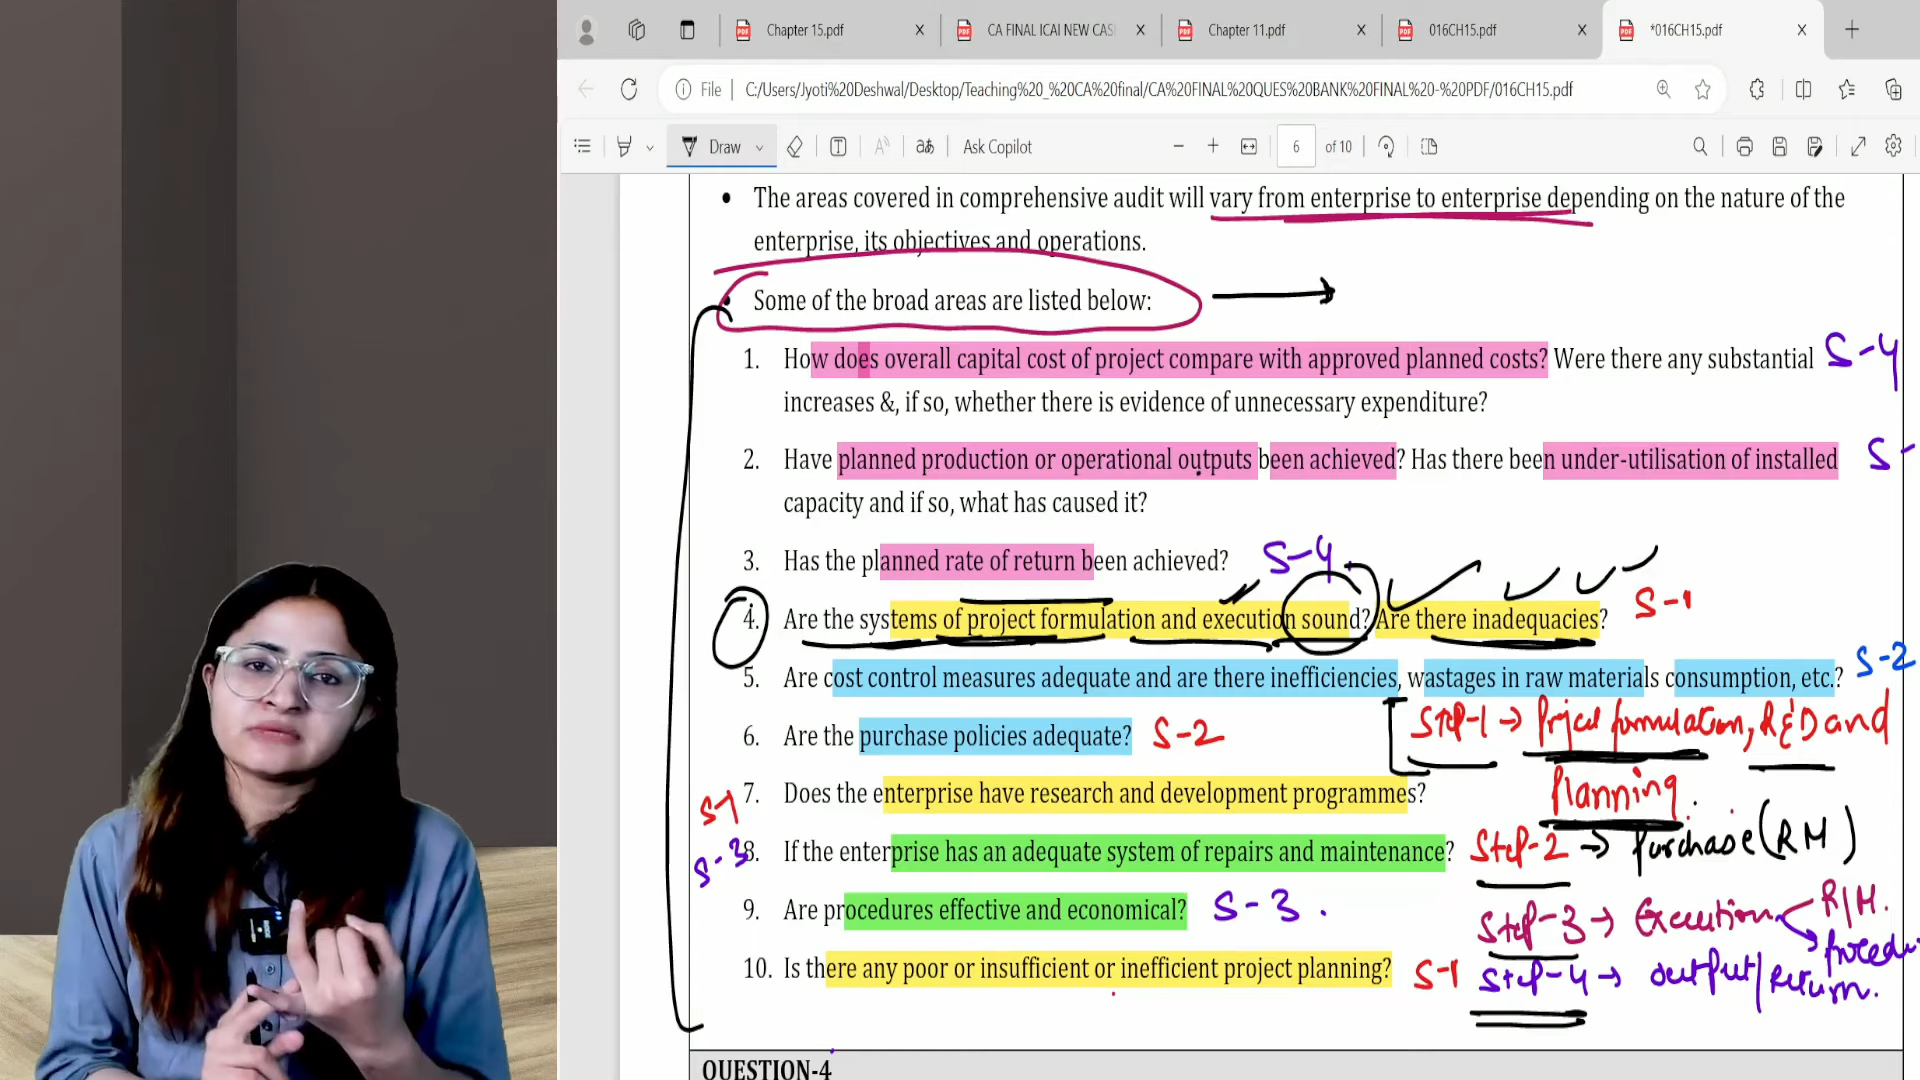 Chapter 15.pdf
CA FINAL ICAI NEW CAS
Chapter 11.pdf
016CH15.pdf
*016CH15.pdf
File C:/Users/Jyoti%20Deshwal/Desktop/Teaching%20_%20CA%20final/CA%20FINAL%20QUES%20BANK%20FINAL%20-%20PDF/016CH15.pdf
Draw Ask Copilot 6 of 10
• The areas covered in comprehensive audit will vary from enterprise to enterprise depending on the nature of the
enterprise, its objectives and operations.
• Some of the broad areas are listed below:
1. How does overall capital cost of project compare with approved planned costs? Were there any substantial S-4
increases &, if so, whether there is evidence of unnecessary expenditure?
2. Have planned production or operational outputs been achieved? Has there been under-utilisation of installed S-
capacity and if so, what has caused it?
3. Has the planned rate of return been achieved? S-4
4. Are the systems of project formulation and execution sound? Are there inadequacies? S-1
5. Are cost control measures adequate and are there inefficiencies, wastages in raw materials consumption, etc.? S-2
6. Are the purchase policies adequate? S-2
Step-1 → Project formulation, R&D and
Planning.
S-1 7. Does the enterprise have research and development programmes?
S-3 8. If the enterprise has an adequate system of repairs and maintenance?
Step-2 → Purchase (RM)
9. Are procedures effective and economical? S-3.
Step-3 → Execution R/M.
10. Is there any poor or insufficient or inefficient project planning? S-1
Step-4 → Output/Return.
QUESTION-4